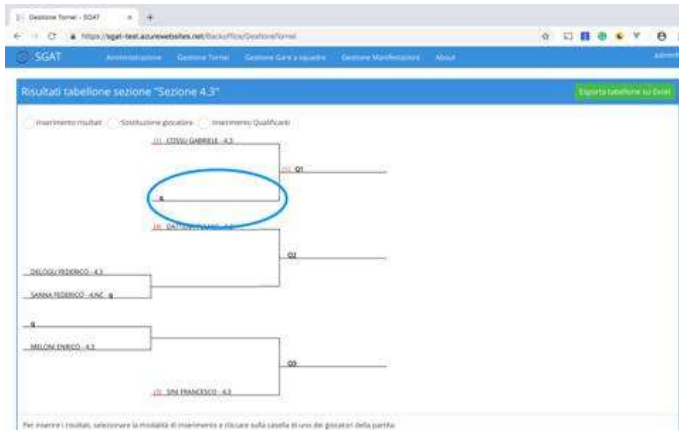 Gestione Tornei - SGAT
https://sgat-test.azurewebsites.net/Backoffice/GestioneTornei
SGAT Amministrazione Gestione Tornei Gestione Gare a squadre Gestione Manifestazioni About
Risultati tabellone sezione "Sezione 4.3" Esporta tabellone su Excel
Inserimento risultati Sostituzione giocatore Inserimento Qualificati
[1] COSSU GABRIELE - 4.3
[1] Q1
q
[4]
Q2
DELOGU FEDERICO - 4.3
SANNA FEDERICO - 4.NC q
q
MELONI ENRICO - 4.3
Q3
SINI FRANCESCO - 4.3
Per inserire i risultati, selezionare la modalità di inserimento e cliccare sulla casella di uno dei giocatori della partita.